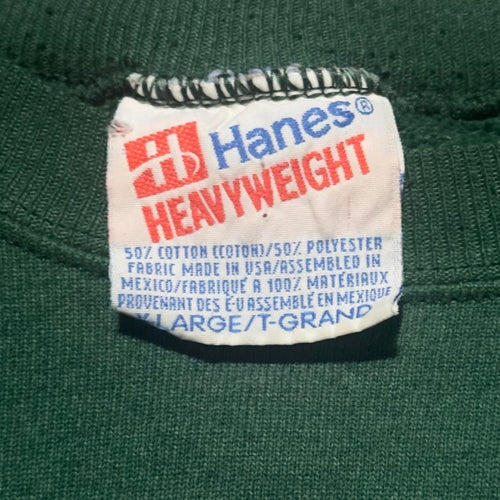 Hanes®
HEAVYWEIGHT
50% COTTON (COTON)/50% POLYESTER
FABRIC MADE IN USA/ASSEMBLED IN
MEXICO/FABRIQUÉ A 100% MATÉRIAUX
PROVENANT DES É-U ASSEMBLÉ EN MEXIQUE
X-LARGE/T-GRAND